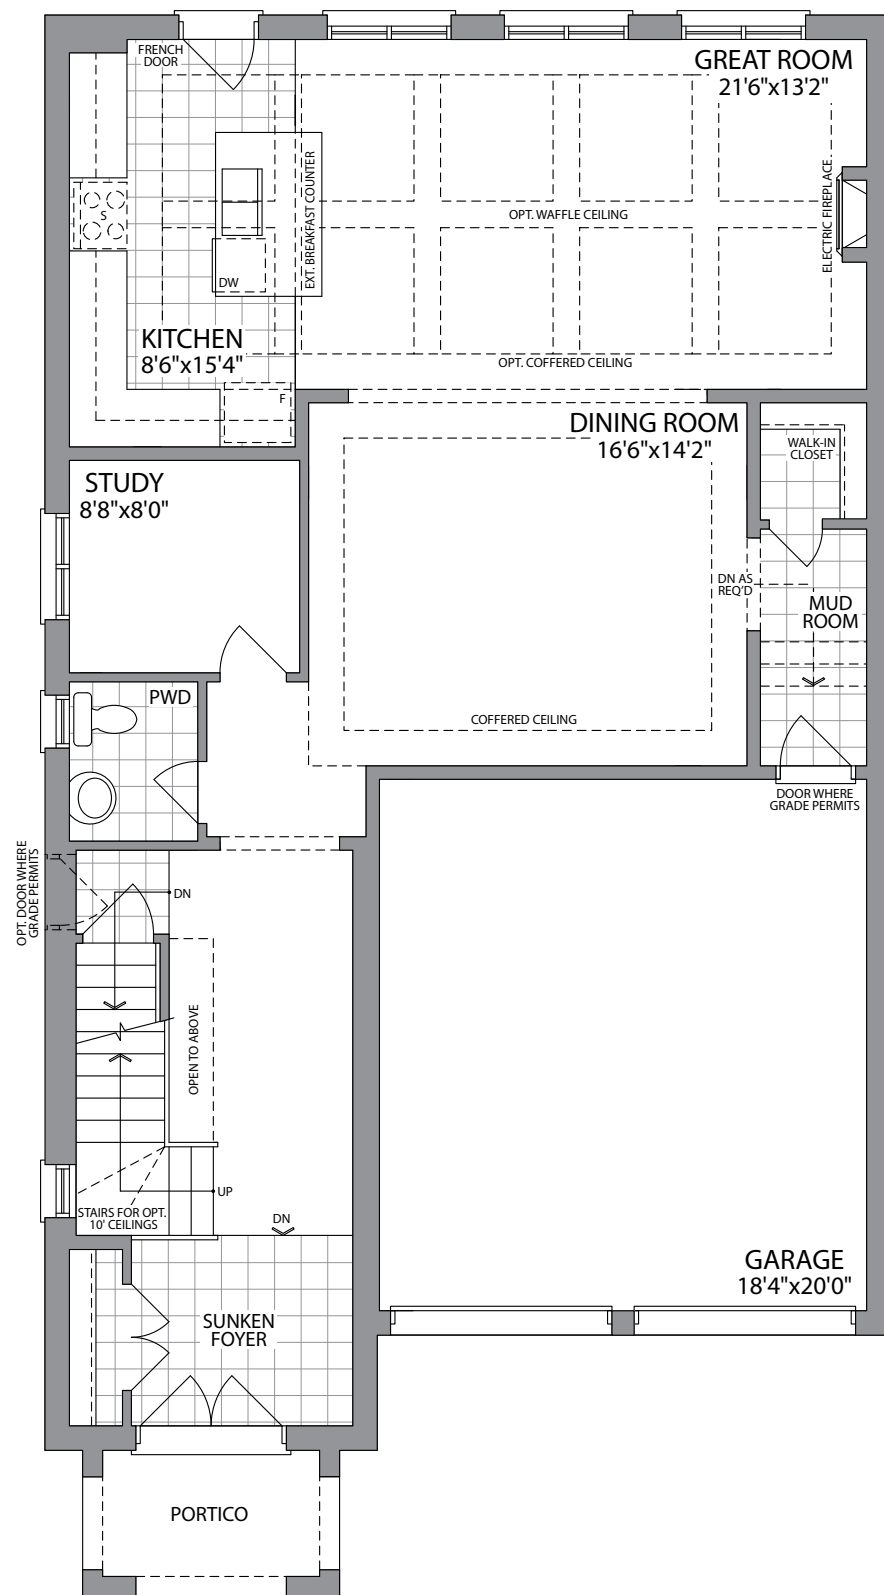 FRENCH
DOOR
GREAT ROOM
21'6"x13'2"
EXT. BREAKFAST COUNTER
ELECTRIC FIREPLACE
S
OPT. WAFFLE CEILING
DW
KITCHEN
8'6"x15'4"
OPT. COFFERED CEILING
F
DINING ROOM
16'6"x14'2"
WALK-IN
CLOSET
STUDY
8'8"x8'0"
DN AS
REQ'D
MUD
ROOM
PWD
COFFERED CEILING
DOOR WHERE
GRADE PERMITS
OPT. DOOR WHERE
GRADE PERMITS
DN
OPEN TO ABOVE
UP
STAIRS FOR OPT.
10' CEILINGS
DN
GARAGE
18'4"x20'0"
SUNKEN
FOYER
PORTICO